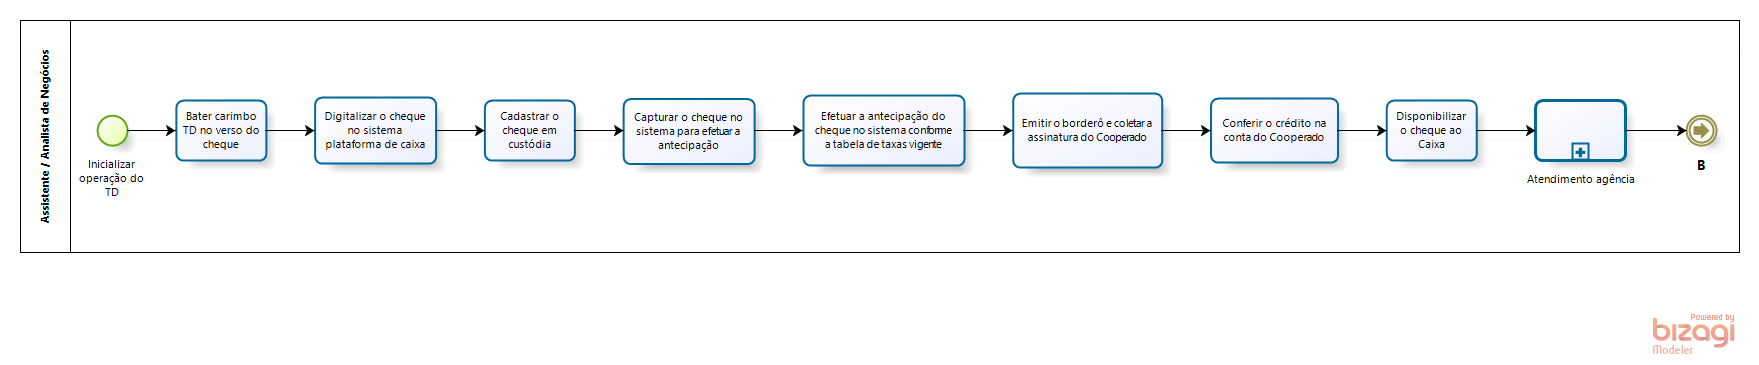 Assistente / Analista de Negócios
Inicializar
operação do
TD
Bater carimbo
TD no verso do
cheque
Digitalizar o cheque
no sistema
plataforma de caixa
Cadastrar o
cheque em
custódia
Capturar o cheque no
sistema para efetuar a
antecipação
Efetuar a antecipação do
cheque no sistema conforme
a tabela de taxas vigente
Emitir o borderô e coletar a
assinatura do Cooperado
Conferir o crédito na
conta do Cooperado
Disponibilizar
o cheque ao
Caixa
Atendimento agência
B
Powered by
bizagi
Modeler